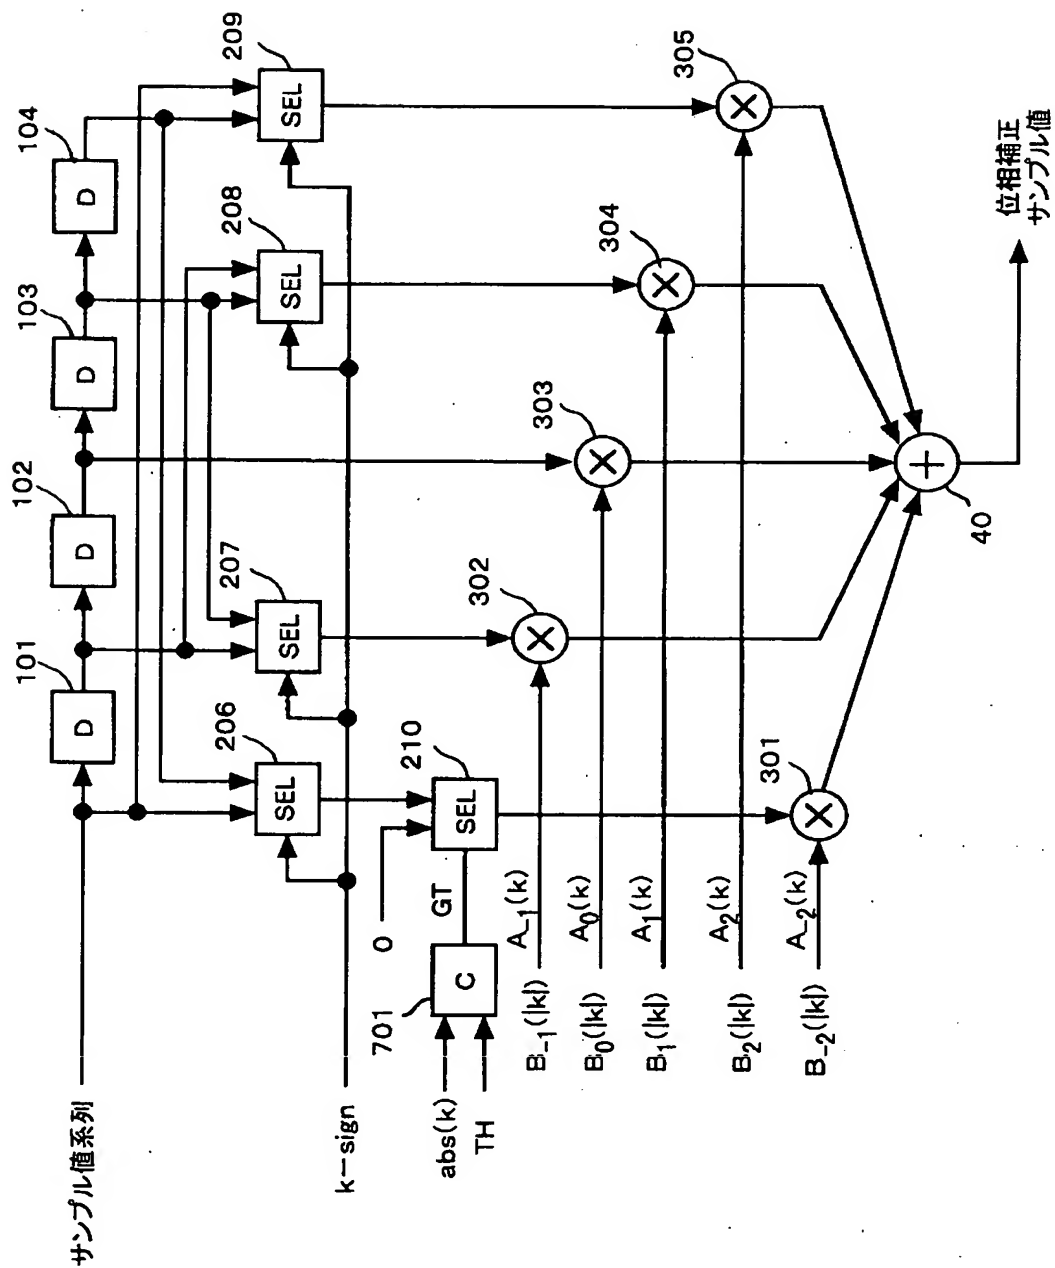 サンプル値系列
k-sign
abs(k)
TH
701
C
GT
0
101
D
102
D
103
D
104
D
206
SEL
207
SEL
208
SEL
209
SEL
210
SEL
B₋₁(|k|)
A₋₁(k)
B₀(|k|)
A₀(k)
B₁(|k|)
A₁(k)
B₂(|k|)
A₂(k)
B₋₂(|k|)
A₋₂(k)
301
×
302
×
303
×
304
×
305
×
+
40
位相補正
サンプル値